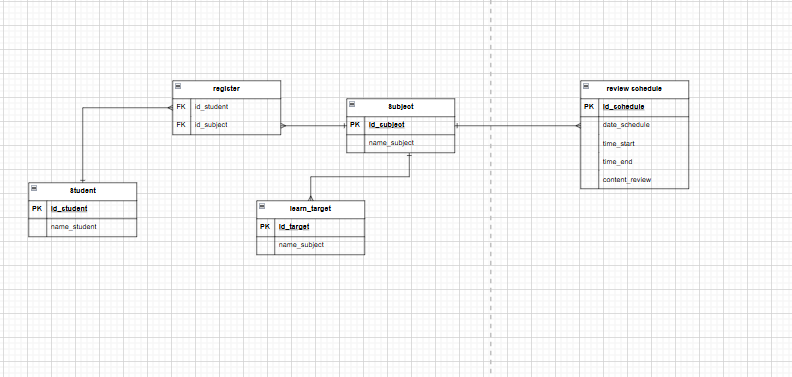 register
FK id_student
FK id_subject
Subject
PK id_subject
name_subject
review schedule
PK id_schedule
date_schedule
time_start
time_end
content_review
Student
PK id_student
name_student
learn_target
PK id_target
name_subject